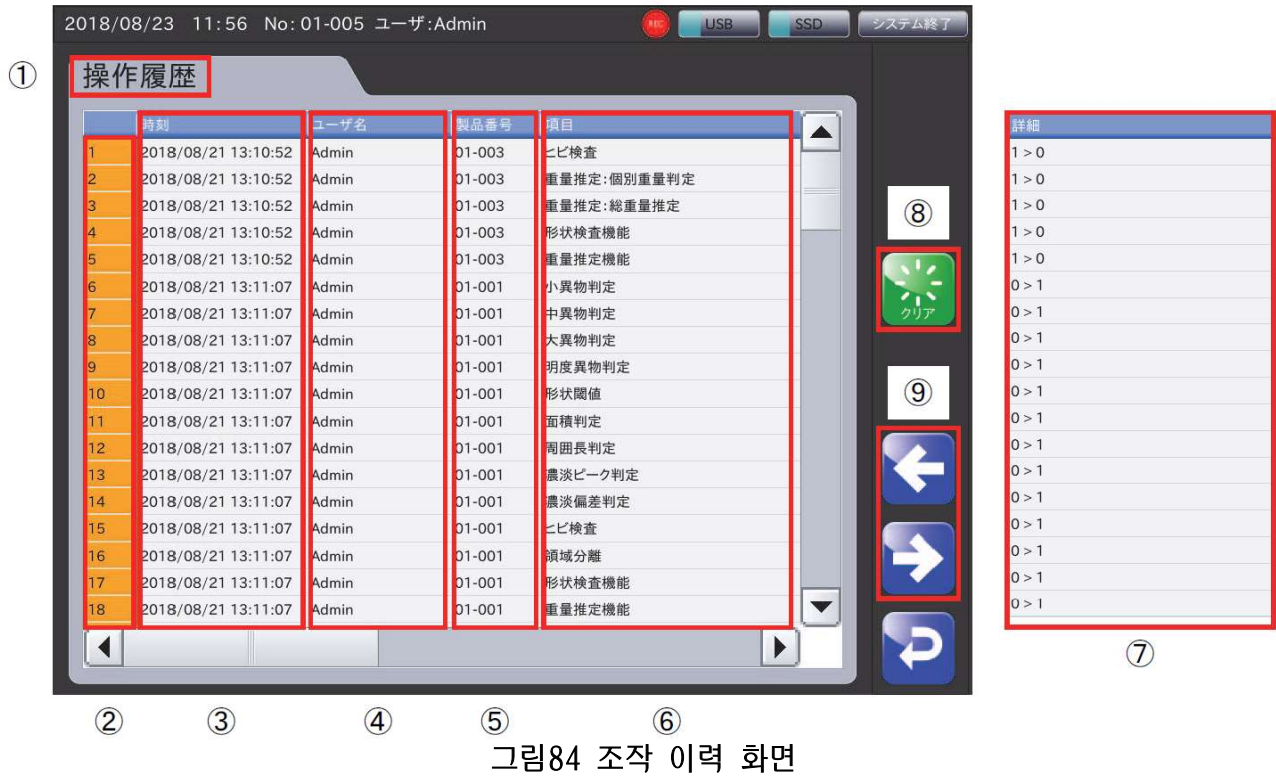 2018/08/23 11:56 No: 01-005 ユーザ:Admin REC USB SSD システム終了
① 操作履歴
時刻 ユーザ名 製品番号 項目 詳細
1 2018/08/21 13:10:52 Admin 01-003 ヒビ検査 1 > 0
2 2018/08/21 13:10:52 Admin 01-003 重量推定:個別重量判定 1 > 0
3 2018/08/21 13:10:52 Admin 01-003 重量推定:総重量推定 1 > 0
4 2018/08/21 13:10:52 Admin 01-003 形状検査機能 1 > 0
5 2018/08/21 13:10:52 Admin 01-003 重量推定機能 1 > 0
6 2018/08/21 13:11:07 Admin 01-001 小異物判定 0 > 1
7 2018/08/21 13:11:07 Admin 01-001 中異物判定 0 > 1
8 2018/08/21 13:11:07 Admin 01-001 大異物判定 0 > 1
9 2018/08/21 13:11:07 Admin 01-001 明度異物判定 0 > 1
10 2018/08/21 13:11:07 Admin 01-001 形状閾値 0 > 1
11 2018/08/21 13:11:07 Admin 01-001 面積判定 0 > 1
12 2018/08/21 13:11:07 Admin 01-001 周囲長判定 0 > 1
13 2018/08/21 13:11:07 Admin 01-001 濃淡ピーク判定 0 > 1
14 2018/08/21 13:11:07 Admin 01-001 濃淡偏差判定 0 > 1
15 2018/08/21 13:11:07 Admin 01-001 ヒビ検査 0 > 1
16 2018/08/21 13:11:07 Admin 01-001 領域分離 0 > 1
17 2018/08/21 13:11:07 Admin 01-001 形状検査機能 0 > 1
18 2018/08/21 13:11:07 Admin 01-001 重量推定機能 0 > 1
⑧
クリア
⑨
⑦
② ③ ④ ⑤ ⑥
그림84 조작 이력 화면